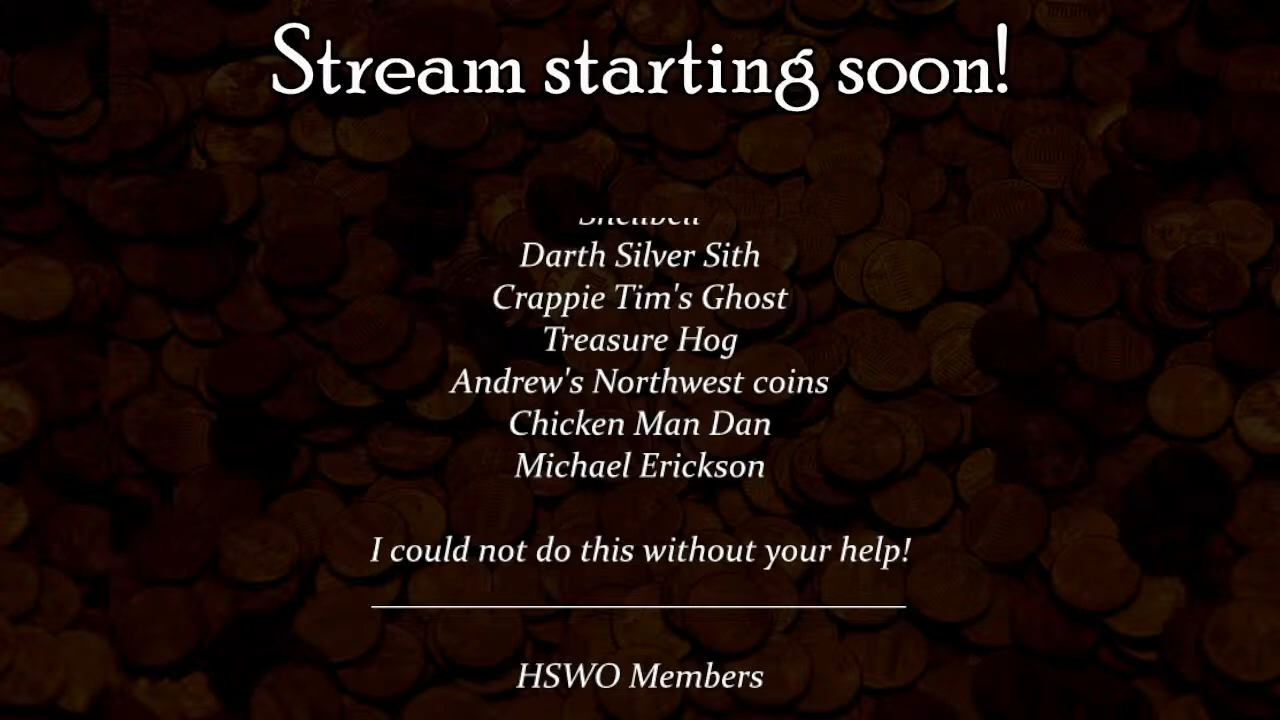 Stream starting soon!
Darth Silver Sith
Crappie Tim's Ghost
Treasure Hog
Andrew's Northwest coins
Chicken Man Dan
Michael Erickson
I could not do this without your help!
HSWO Members